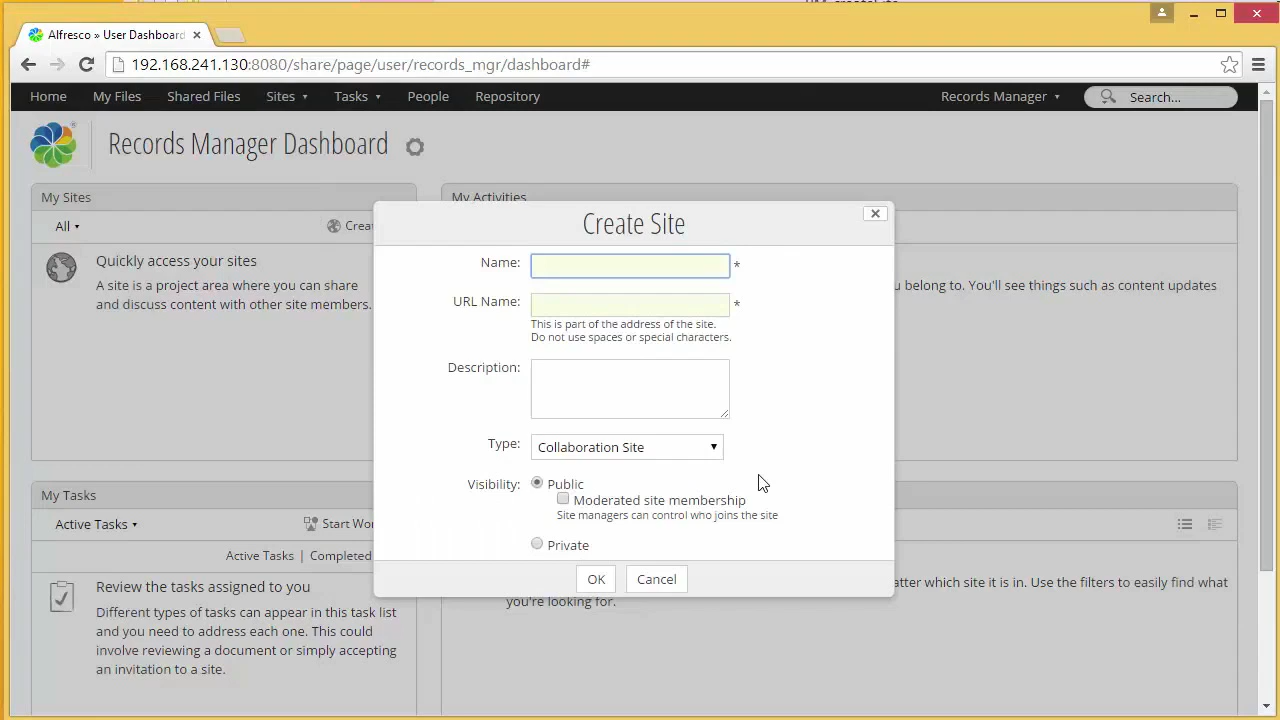 Alfresco » User Dashboard
192.168.241.130:8080/share/page/user/records_mgr/dashboard#
Home My Files Shared Files Sites Tasks People Repository Records Manager Search...
Records Manager Dashboard
My Sites
My Activities
All
Crea
Quickly access your sites
A site is a project area where you can share
and discuss content with other site members.
belong to. You'll see things such as content updates
Create Site
Name: *
URL Name: *
This is part of the address of the site.
Do not use spaces or special characters.
Description:
Type: Collaboration Site
Visibility: Public
Moderated site membership
Site managers can control who joins the site
Private
OK Cancel
My Tasks
Active Tasks
Start Wor
Active Tasks | Completed
Review the tasks assigned to you
Different types of tasks can appear in this task list
and you need to address each one. This could
involve reviewing a document or simply accepting
an invitation to a site.
atter which site it is in. Use the filters to easily find what
you're looking for.